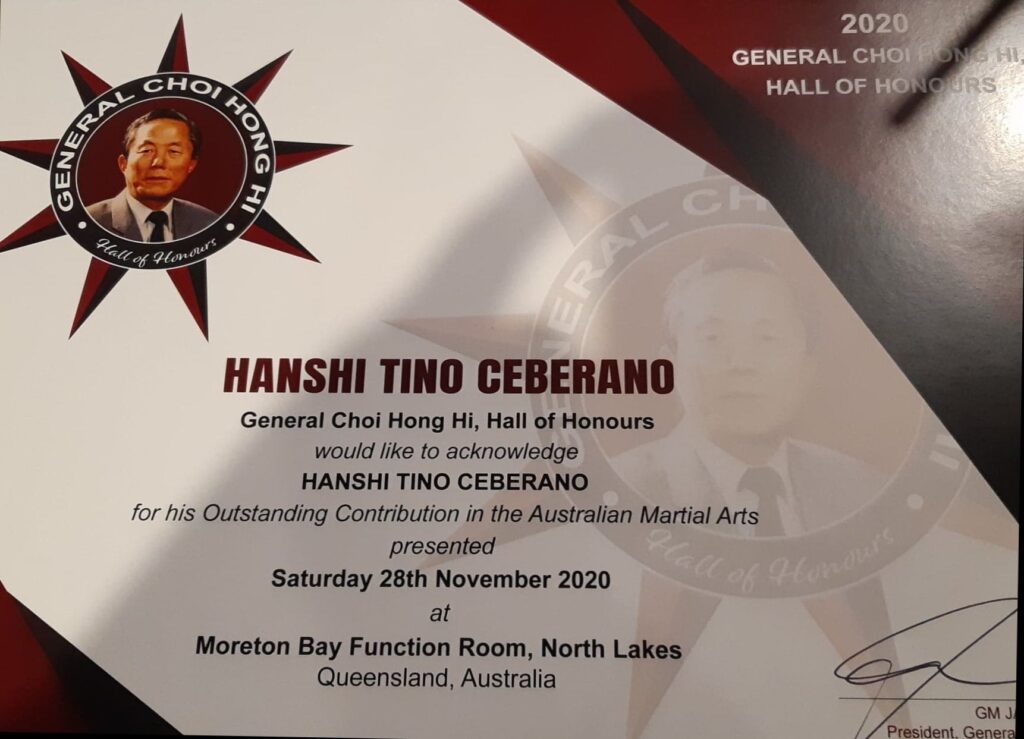 GENERAL CHOI HONG HI
Hall of Honours
2020
GENERAL CHOI HONG HI,
HALL OF HONOURS
GENERAL CH
Hall of Honours
HANSHI TINO CEBERANO
General Choi Hong Hi, Hall of Honours
would like to acknowledge
HANSHI TINO CEBERANO
for his Outstanding Contribution in the Australian Martial Arts
presented
Saturday 28th November 2020
at
Moreton Bay Function Room, North Lakes
Queensland, Australia
GM
President, Genera